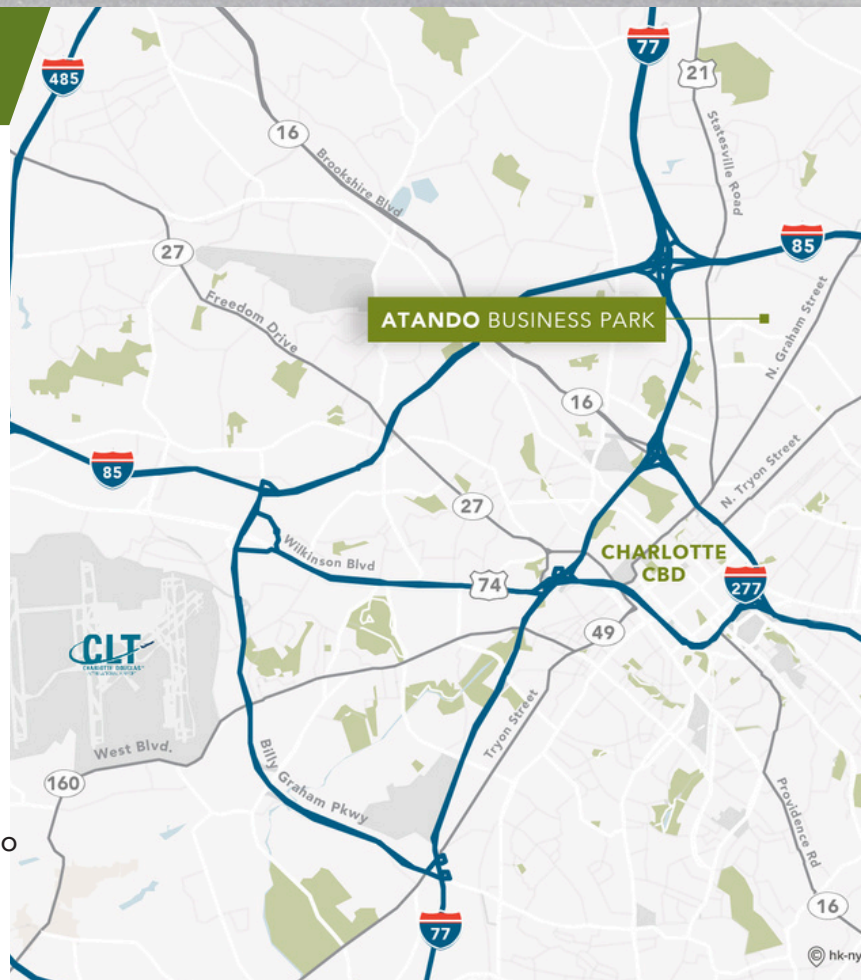 77
485
21
16
Brookshire Blvd
Statesville Road
85
27
Freedom Drive
ATANDO BUSINESS PARK
N. Graham Street
16
85
27
N. Tryon Street
CHARLOTTE
CBD
Wilkinson Blvd
74
277
49
CLT
CHARLOTTE DOUGLAS
West Blvd.
Tryon Street
Billy Graham Pkwy
160
Providence Rd
o
16
77
© hk-ny